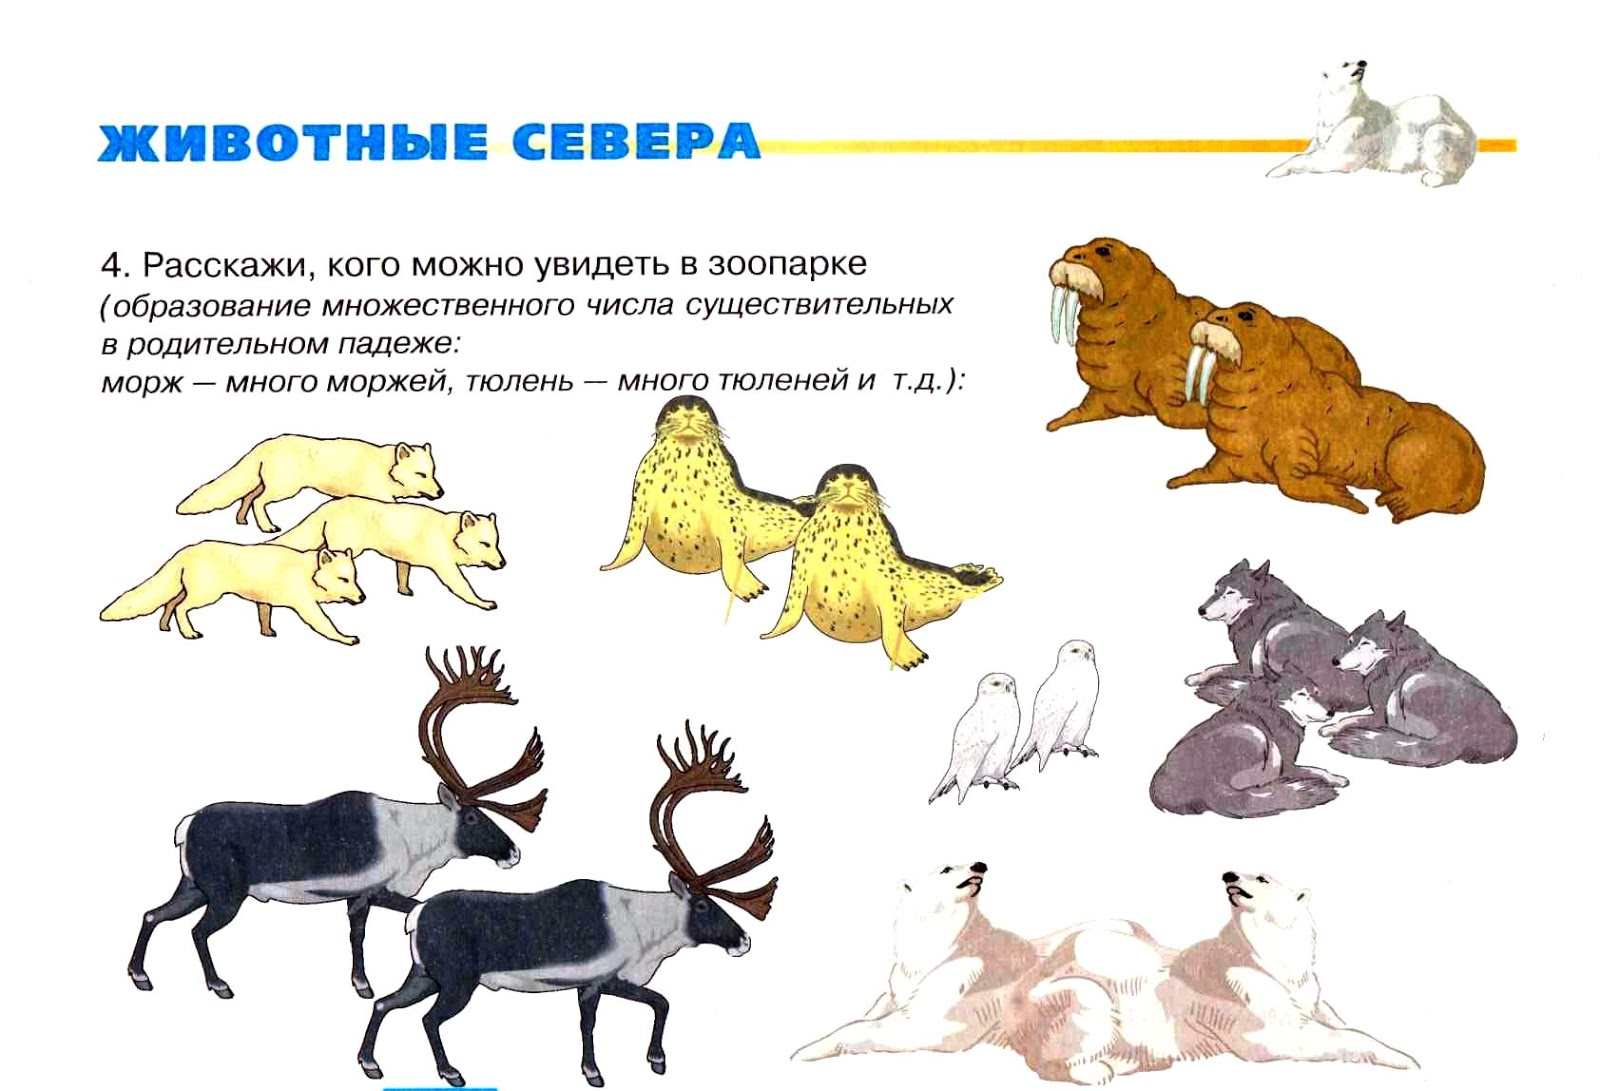 ЖИВОТНЫЕ СЕВЕРА
4. Расскажи, кого можно увидеть в зоопарке
(образование множественного числа существительных
в родительном падеже:
морж — много моржей, тюлень — много тюленей и т.д.):